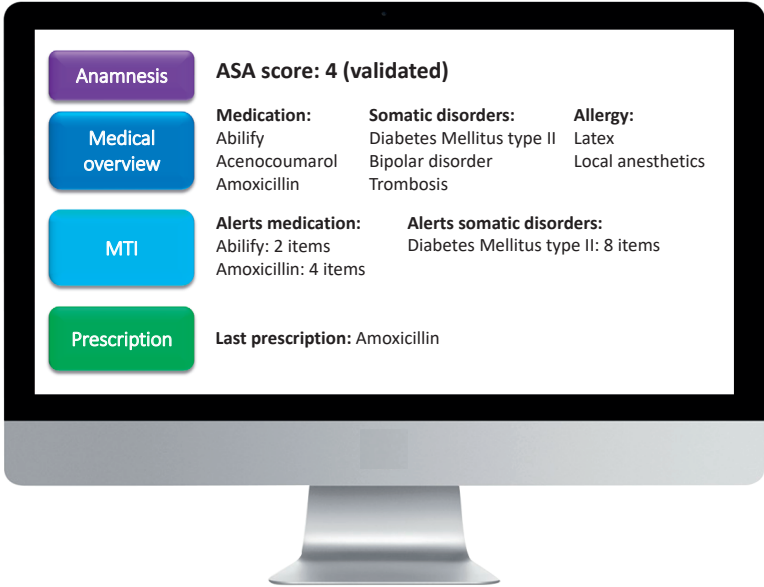 Anamnesis
ASA score: 4 (validated)
Medical
overview
Medication:
Abilify
Acenocoumarol
Amoxicillin
Somatic disorders:
Diabetes Mellitus type II
Bipolar disorder
Trombosis
Allergy:
Latex
Local anesthetics
MTI
Alerts medication:
Abilify: 2 items
Amoxicillin: 4 items
Alerts somatic disorders:
Diabetes Mellitus type II: 8 items
Prescription
Last prescription: Amoxicillin